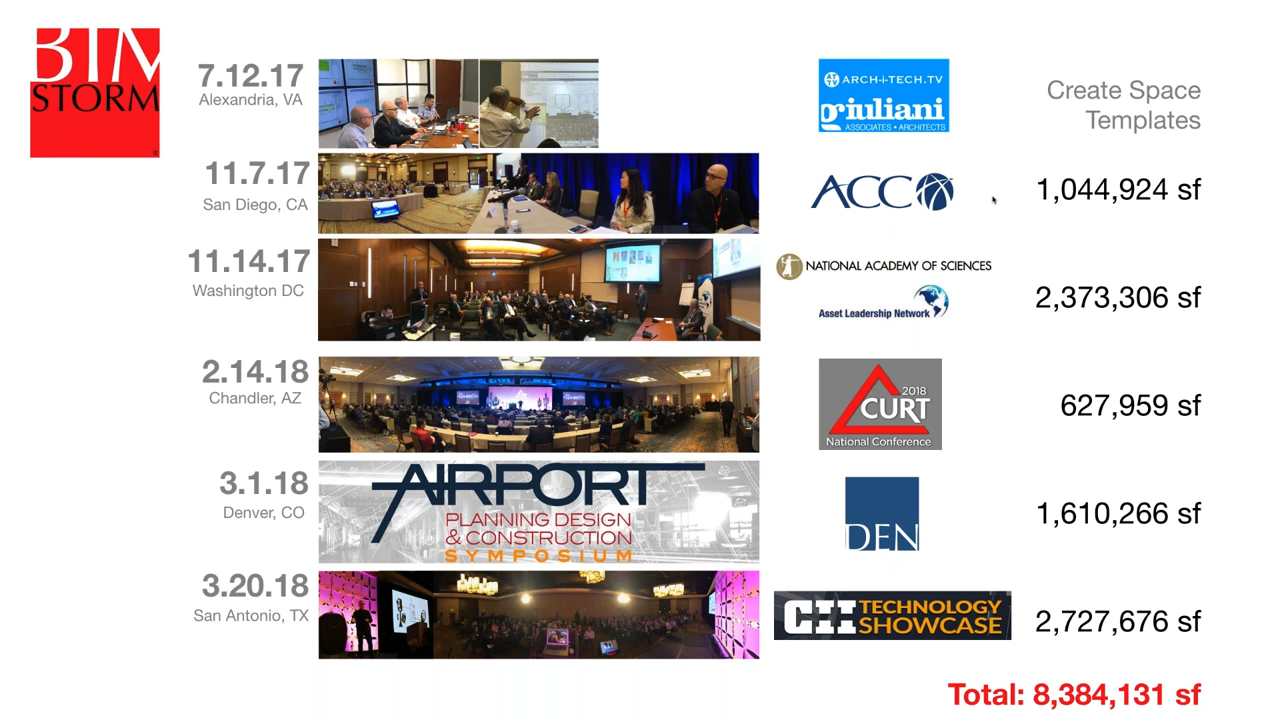 BIM
STORM
7.12.17
Alexandria, VA
ARCH-i-TECH.TV
giuliani
ASSOCIATES • ARCHITECTS
Create Space
Templates
11.7.17
San Diego, CA
ACCO
1,044,924 sf
11.14.17
Washington DC
NATIONAL ACADEMY OF SCIENCES
Asset Leadership Network
2,373,306 sf
2.14.18
Chandler, AZ
2018
CURT
National Conference
627,959 sf
3.1.18
Denver, CO
AIRPORT
PLANNING DESIGN
& CONSTRUCTION
SYMPOSIUM
DEN
1,610,266 sf
3.20.18
San Antonio, TX
CII TECHNOLOGY
SHOWCASE
2,727,676 sf
Total: 8,384,131 sf